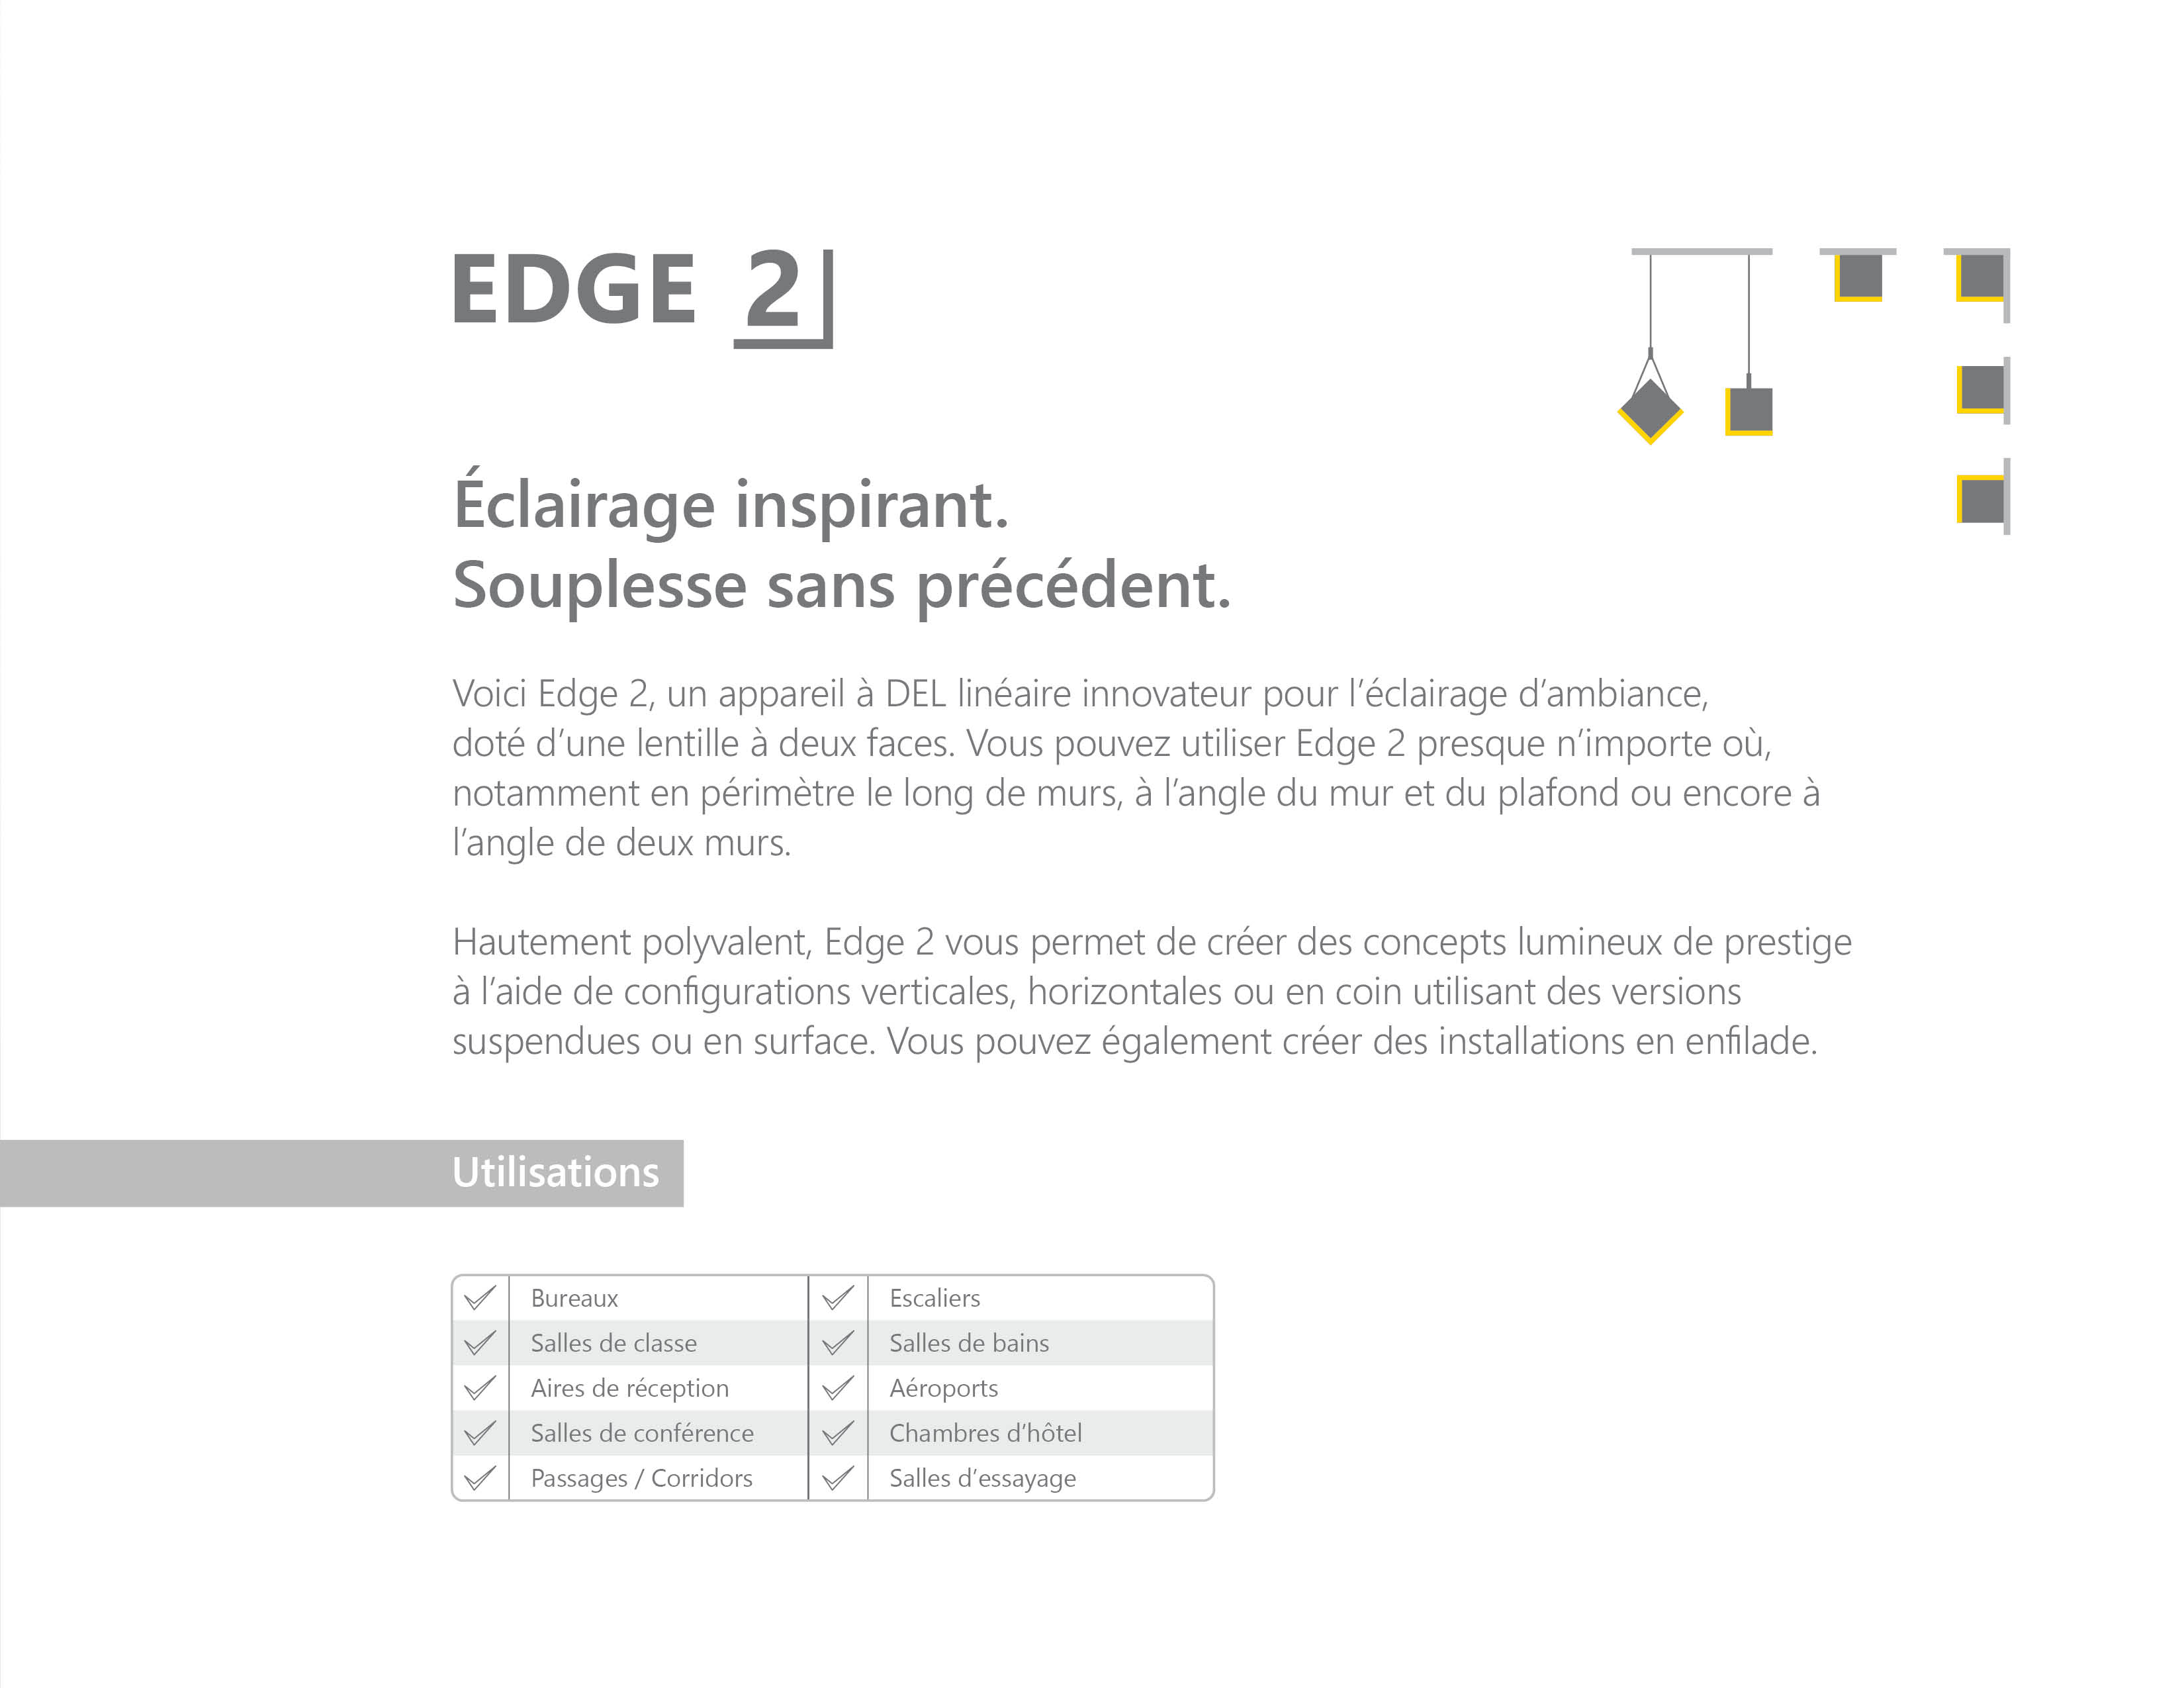 EDGE 2
Éclairage inspirant.
Souplesse sans précédent.
Voici Edge 2, un appareil à DEL linéaire innovateur pour l’éclairage d’ambiance,
doté d’une lentille à deux faces. Vous pouvez utiliser Edge 2 presque n’importe où,
notamment en périmètre le long de murs, à l’angle du mur et du plafond ou encore à
l’angle de deux murs.
Hautement polyvalent, Edge 2 vous permet de créer des concepts lumineux de prestige
à l’aide de configurations verticales, horizontales ou en coin utilisant des versions
suspendues ou en surface. Vous pouvez également créer des installations en enfilade.
Utilisations
Bureaux Escaliers
Salles de classe Salles de bains
Aires de réception Aéroports
Salles de conférence Chambres d’hôtel
Passages / Corridors Salles d’essayage